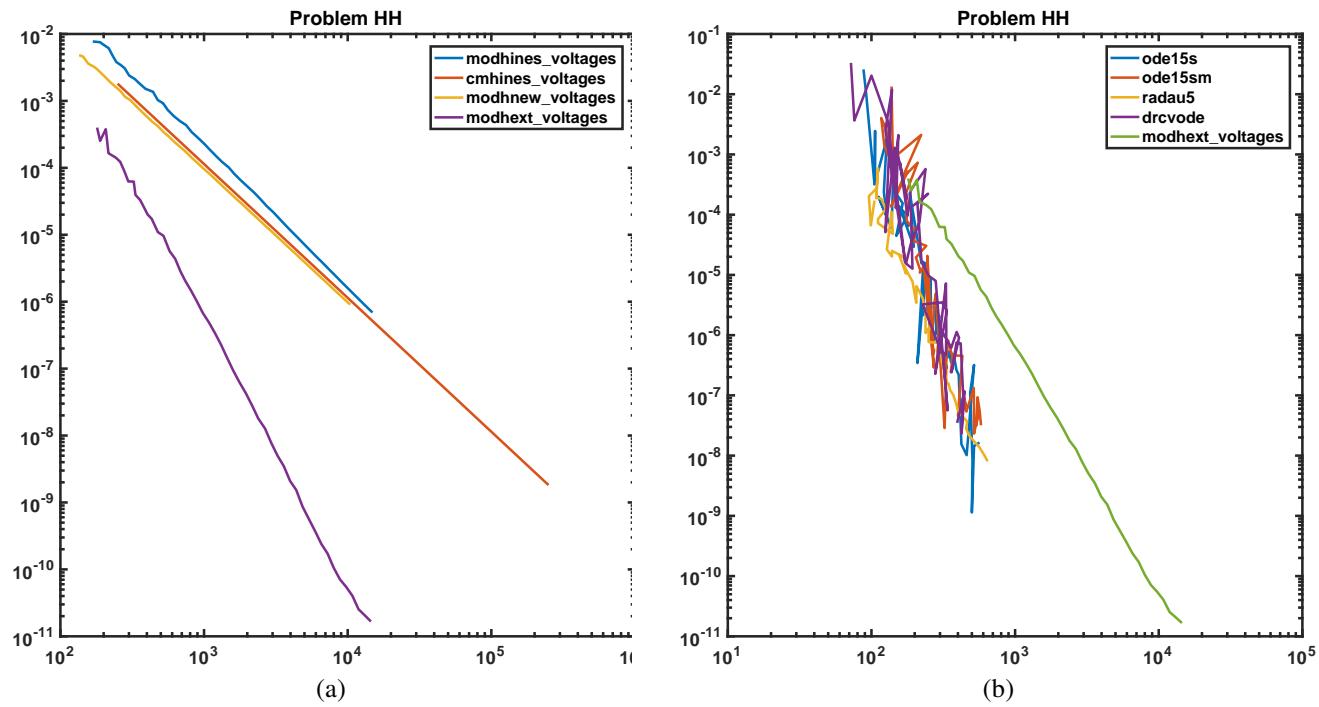 Problem HH
10^-2
10^-3
10^-4
10^-5
10^-6
10^-7
10^-8
10^-9
10^-10
10^-11
10^2
10^3
10^4
10^5
modhines_voltages
cmhines_voltages
modhnew_voltages
modhext_voltages
(a)
Problem HH
10^-1
10^-2
10^-3
10^-4
10^-5
10^-6
10^-7
10^-8
10^-9
10^-10
10^-11
10^1
10^2
10^3
10^4
10^5
ode15s
ode15sm
radau5
drcvode
modhext_voltages
(b)